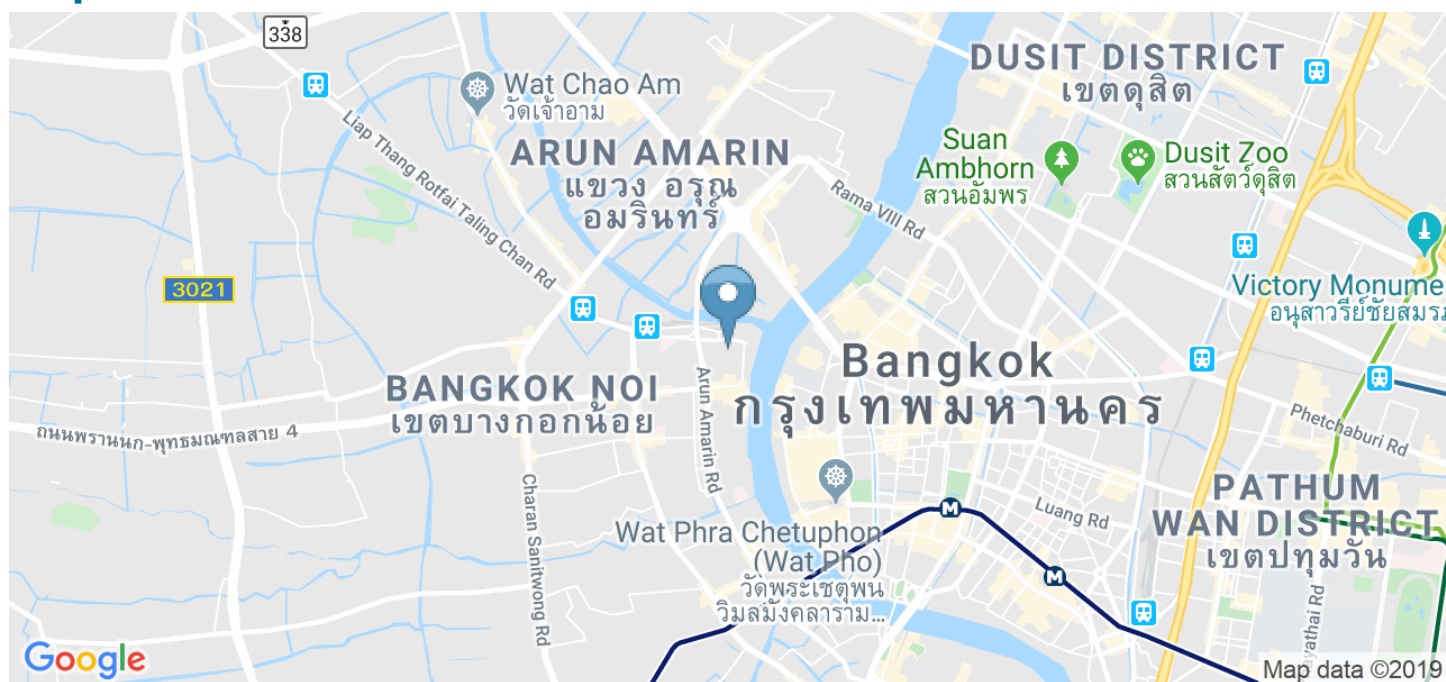 338
DUSIT DISTRICT
เขตดุสิต
Wat Chao Am
วัดเจ้าอาม
Liap Thang Rotfai Taling Chan Rd
ARUN AMARIN
แขวง อรุณ
อมรินทร์
Suan
Ambhorn
สวนอัมพร
Dusit Zoo
สวนสัตว์ดุสิต
Rama VIII Rd
3021
Victory Monume
อนุสาวรีย์ชัยสมรภ
Bangkok
กรุงเทพมหานคร
BANGKOK NOI
เขตบางกอกน้อย
Arun Amarin Rd
ถนนพรานนก-พุทธมณฑลสาย 4
Phetchaburi Rd
Charan Sanitwong Rd
PATHUM
WAN DISTRICT
เขตปทุมวัน
M
Luang Rd
Wat Phra Chetuphon
(Wat Pho)
วัดพระเชตุพน
วิมลมังคลาราม...
M
yathai Rd
Google
Map data ©2019